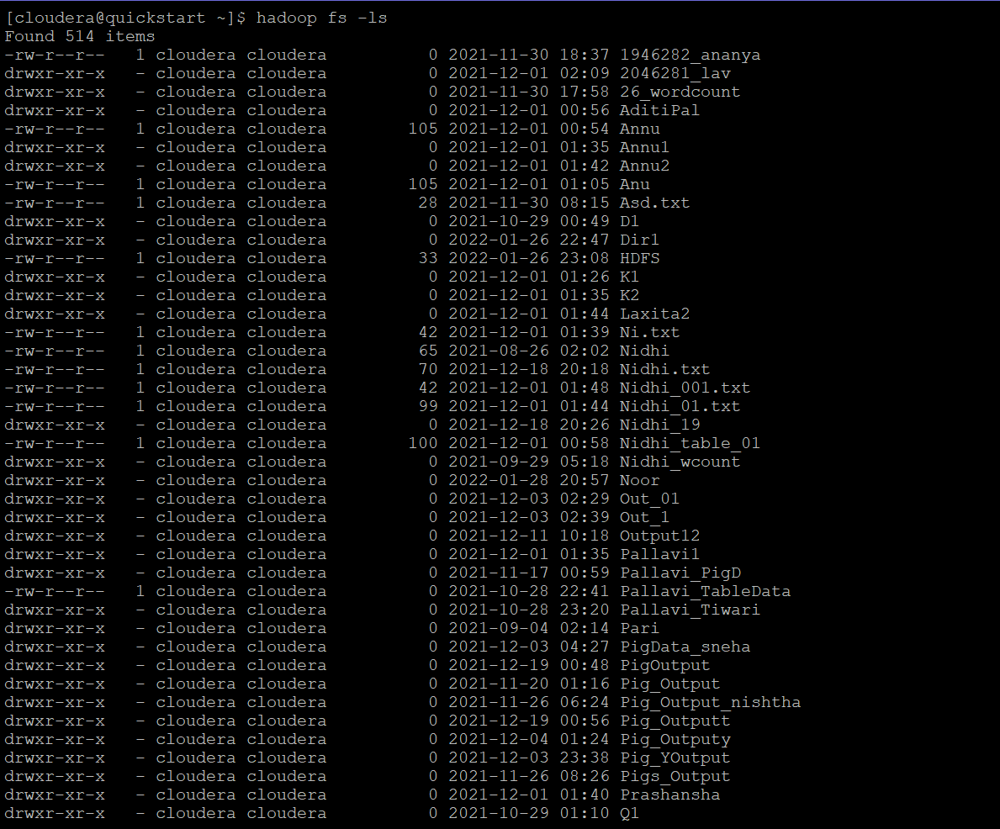 [cloudera@quickstart ~]$ hadoop fs -ls
Found 514 items
-rw-r--r--   1 cloudera cloudera          0 2021-11-30 18:37 1946282_ananya
drwxr-xr-x   - cloudera cloudera          0 2021-12-01 02:09 2046281_lav
drwxr-xr-x   - cloudera cloudera          0 2021-11-30 17:58 26_wordcount
drwxr-xr-x   - cloudera cloudera          0 2021-12-01 00:56 AditiPal
-rw-r--r--   1 cloudera cloudera        105 2021-12-01 00:54 Annu
drwxr-xr-x   - cloudera cloudera          0 2021-12-01 01:35 Annu1
drwxr-xr-x   - cloudera cloudera          0 2021-12-01 01:42 Annu2
-rw-r--r--   1 cloudera cloudera        105 2021-12-01 01:05 Anu
-rw-r--r--   1 cloudera cloudera         28 2021-11-30 08:15 Asd.txt
drwxr-xr-x   - cloudera cloudera          0 2021-10-29 00:49 D1
drwxr-xr-x   - cloudera cloudera          0 2022-01-26 22:47 Dir1
-rw-r--r--   1 cloudera cloudera         33 2022-01-26 23:08 HDFS
drwxr-xr-x   - cloudera cloudera          0 2021-12-01 01:26 K1
drwxr-xr-x   - cloudera cloudera          0 2021-12-01 01:35 K2
drwxr-xr-x   - cloudera cloudera          0 2021-12-01 01:44 Laxita2
-rw-r--r--   1 cloudera cloudera         42 2021-12-01 01:39 Ni.txt
-rw-r--r--   1 cloudera cloudera         65 2021-08-26 02:02 Nidhi
-rw-r--r--   1 cloudera cloudera         70 2021-12-18 20:18 Nidhi.txt
-rw-r--r--   1 cloudera cloudera         42 2021-12-01 01:48 Nidhi_001.txt
-rw-r--r--   1 cloudera cloudera         99 2021-12-01 01:44 Nidhi_01.txt
drwxr-xr-x   - cloudera cloudera          0 2021-12-18 20:26 Nidhi_19
-rw-r--r--   1 cloudera cloudera        100 2021-12-01 00:58 Nidhi_table_01
drwxr-xr-x   - cloudera cloudera          0 2021-09-29 05:18 Nidhi_wcount
drwxr-xr-x   - cloudera cloudera          0 2022-01-28 20:57 Noor
drwxr-xr-x   - cloudera cloudera          0 2021-12-03 02:29 Out_01
drwxr-xr-x   - cloudera cloudera          0 2021-12-03 02:39 Out_1
drwxr-xr-x   - cloudera cloudera          0 2021-12-11 10:18 Output12
drwxr-xr-x   - cloudera cloudera          0 2021-12-01 01:35 Pallavi1
drwxr-xr-x   - cloudera cloudera          0 2021-11-17 00:59 Pallavi_PigD
-rw-r--r--   1 cloudera cloudera          0 2021-10-28 22:41 Pallavi_TableData
drwxr-xr-x   - cloudera cloudera          0 2021-10-28 23:20 Pallavi_Tiwari
drwxr-xr-x   - cloudera cloudera          0 2021-09-04 02:14 Pari
drwxr-xr-x   - cloudera cloudera          0 2021-12-03 04:27 PigData_sneha
drwxr-xr-x   - cloudera cloudera          0 2021-12-19 00:48 PigOutput
drwxr-xr-x   - cloudera cloudera          0 2021-11-20 01:16 Pig_Output
drwxr-xr-x   - cloudera cloudera          0 2021-11-26 06:24 Pig_Output_nishtha
drwxr-xr-x   - cloudera cloudera          0 2021-12-19 00:56 Pig_Outputt
drwxr-xr-x   - cloudera cloudera          0 2021-12-04 01:24 Pig_Outputy
drwxr-xr-x   - cloudera cloudera          0 2021-12-03 23:38 Pig_YOutput
drwxr-xr-x   - cloudera cloudera          0 2021-11-26 08:26 Pigs_Output
drwxr-xr-x   - cloudera cloudera          0 2021-12-01 01:40 Prashansha
drwxr-xr-x   - cloudera cloudera          0 2021-10-29 01:10 Q1